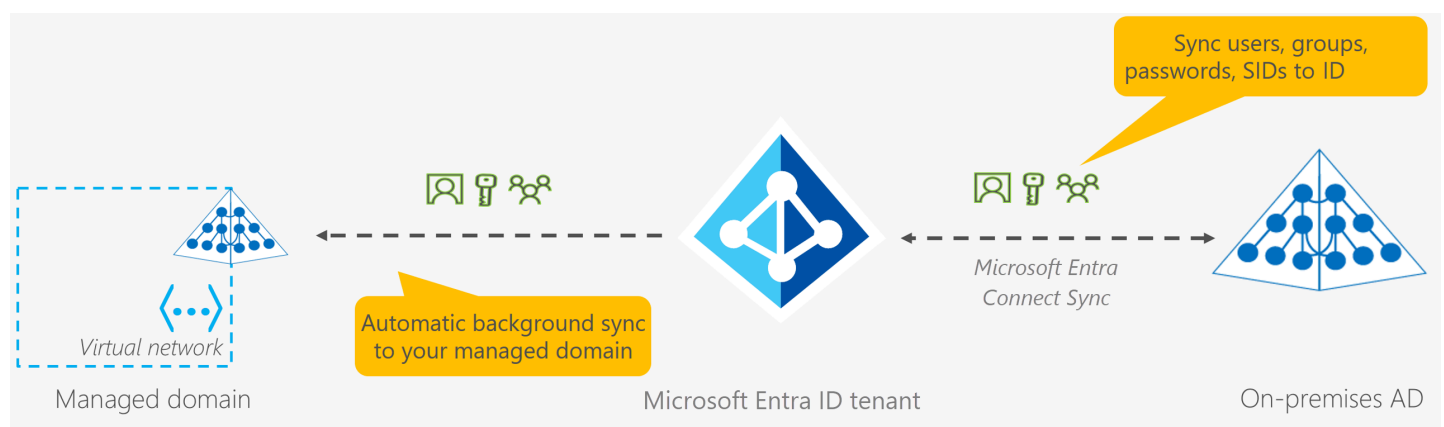 Sync users, groups,
passwords, SIDs to ID
Microsoft Entra
Connect Sync
Automatic background sync
to your managed domain
Virtual network
Managed domain
Microsoft Entra ID tenant
On-premises AD